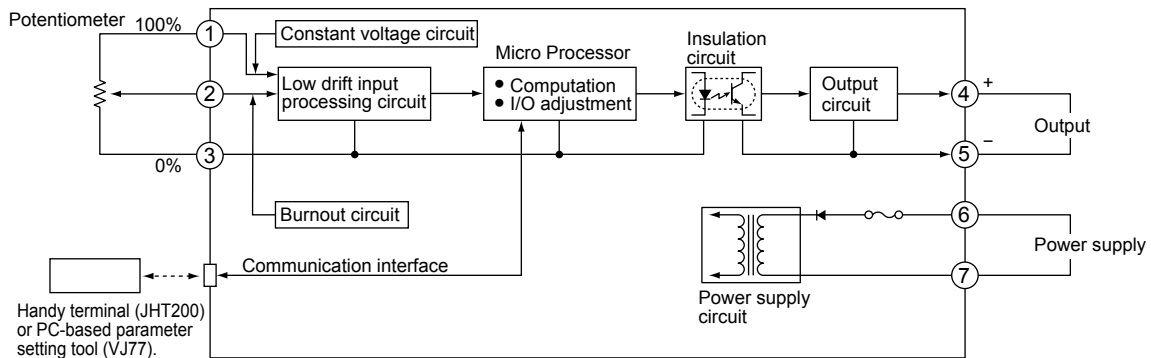 Potentiometer
100%
1
Constant voltage circuit
Micro Processor
Insulation
circuit
Low drift input
processing circuit
● Computation
● I/O adjustment
Output
circuit
2
4
+
Output
3
0%
5
−
Burnout circuit
6
Power supply
7
Communication interface
Power supply
circuit
Handy terminal (JHT200)
or PC-based parameter
setting tool (VJ77).